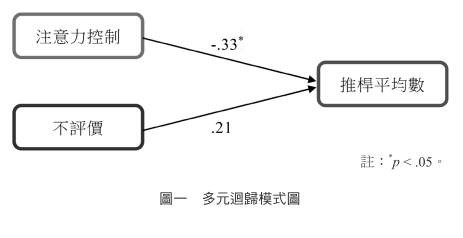 注意力控制
-.33*
推桿平均數
不評價
.21
註：*p < .05。
圖一　多元迴歸模式圖